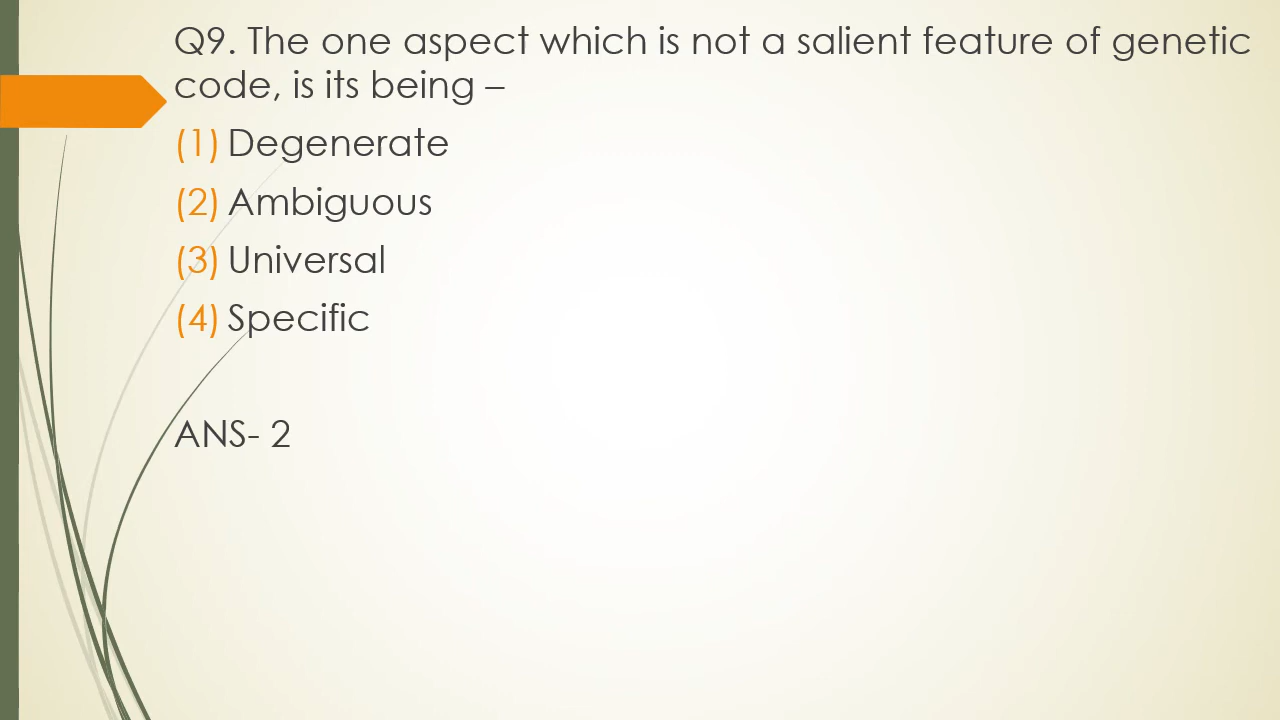 Q9. The one aspect which is not a salient feature of genetic
code, is its being –
(1) Degenerate
(2) Ambiguous
(3) Universal
(4) Specific
ANS- 2